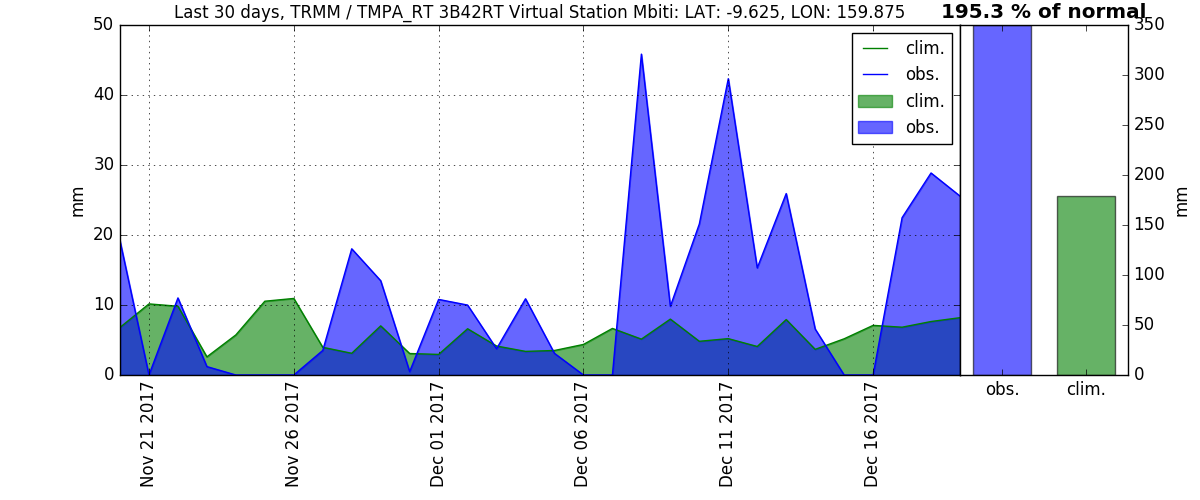 Last 30 days, TRMM / TMPA_RT 3B42RT Virtual Station Mbiti: LAT: -9.625, LON: 159.875
195.3 % of normal
50
40
30
20
10
0
mm
clim.
obs.
clim.
obs.
350
300
250
200
150
100
50
0
mm
Nov 21 2017
Nov 26 2017
Dec 01 2017
Dec 06 2017
Dec 11 2017
Dec 16 2017
obs.
clim.